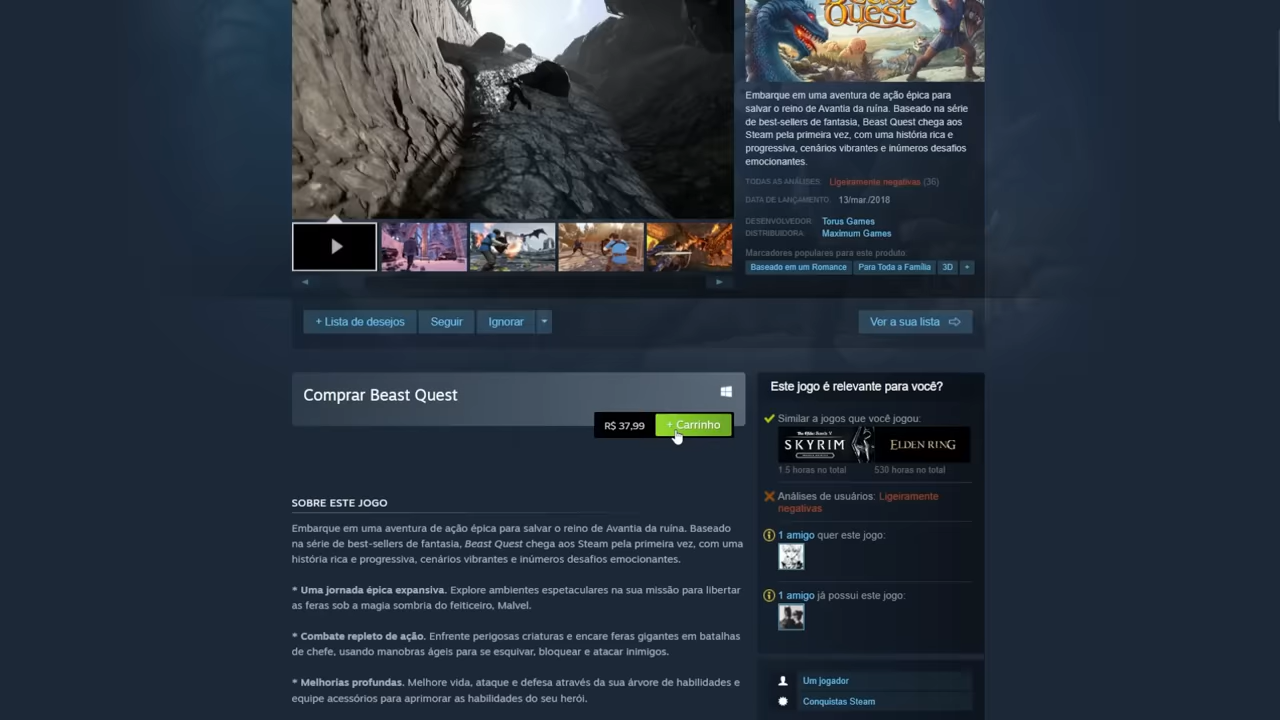 Quest
Embarque em uma aventura de ação épica para
salvar o reino de Avantia da ruína. Baseado na série
de best-sellers de fantasia, Beast Quest chega aos
Steam pela primeira vez, com uma história rica e
progressiva, cenários vibrantes e inúmeros desafios
emocionantes.
TODAS AS ANÁLISES: Ligeiramente negativas (36)
DATA DE LANÇAMENTO: 13/mar./2018
DESENVOLVEDOR: Torus Games
DISTRIBUIDORA: Maximum Games
Marcadores populares para este produto:
Baseado em um Romance Para Toda a Família 3D +
+ Lista de desejos Seguir Ignorar Ver a sua lista
Comprar Beast Quest
R$ 37,99 + Carrinho
Este jogo é relevante para você?
Similar a jogos que você jogou:
The Elder Scrolls V
SKYRIM ELDEN RING
1.5 horas no total 530 horas no total
Análises de usuários: Ligeiramente
negativas
1 amigo quer este jogo:
1 amigo já possui este jogo:
Um jogador
Conquistas Steam
SOBRE ESTE JOGO
Embarque em uma aventura de ação épica para salvar o reino de Avantia da ruína. Baseado
na série de best-sellers de fantasia, Beast Quest chega aos Steam pela primeira vez, com uma
história rica e progressiva, cenários vibrantes e inúmeros desafios emocionantes.
* Uma jornada épica expansiva. Explore ambientes espetaculares na sua missão para libertar
as feras sob a magia sombria do feiticeiro, Malvel.
* Combate repleto de ação. Enfrente perigosas criaturas e encare feras gigantes em batalhas
de chefe, usando manobras ágeis para se esquivar, bloquear e atacar inimigos.
* Melhorias profundas. Melhore vida, ataque e defesa através da sua árvore de habilidades e
equipe acessórios para aprimorar as habilidades do seu herói.